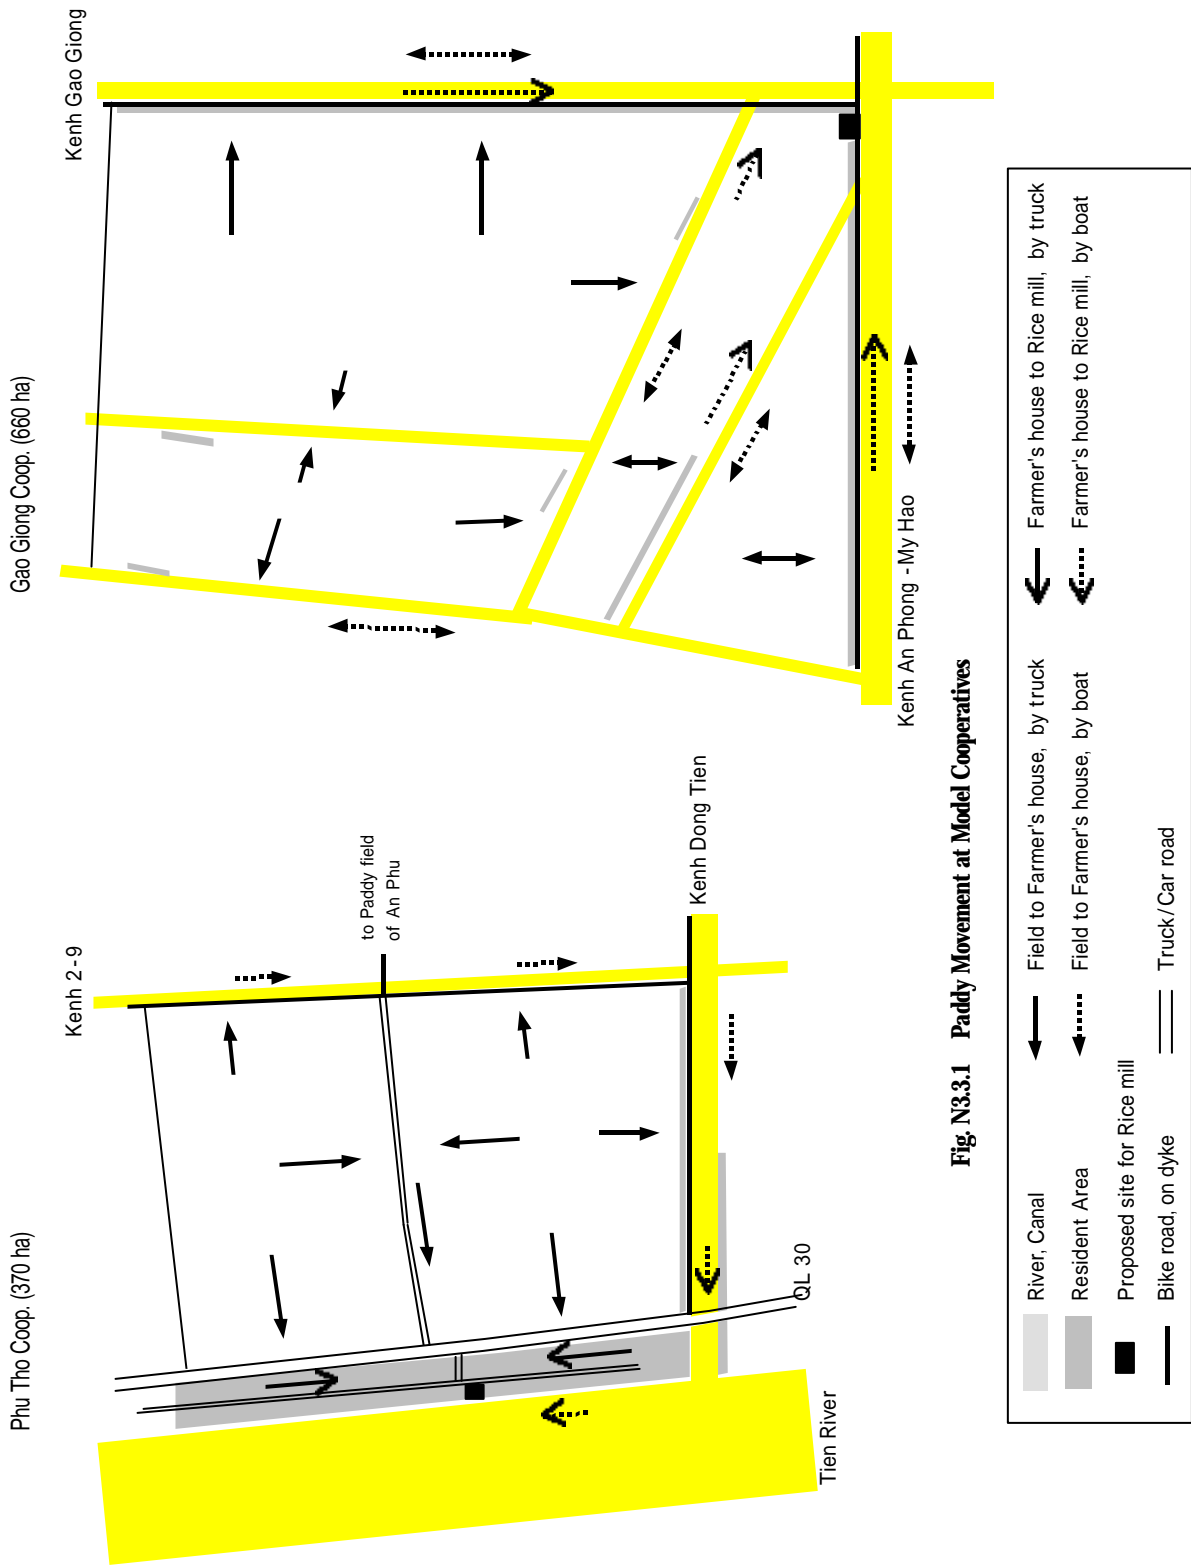 Phu Tho Coop. (370 ha)
Kenh 2 - 9
to Paddy field
of An Phu
Kenh Dong Tien
QL 30
Tien River
Gao Giong Coop. (660 ha)
Kenh Gao Giong
Kenh An Phong - My Hao
Fig. N3.3.1 Paddy Movement at Model Cooperatives
River, Canal
Resident Area
Proposed site for Rice mill
Bike road, on dyke
Field to Farmer's house, by truck
Field to Farmer's house, by boat
Truck/Car road
Farmer's house to Rice mill, by truck
Farmer's house to Rice mill, by boat